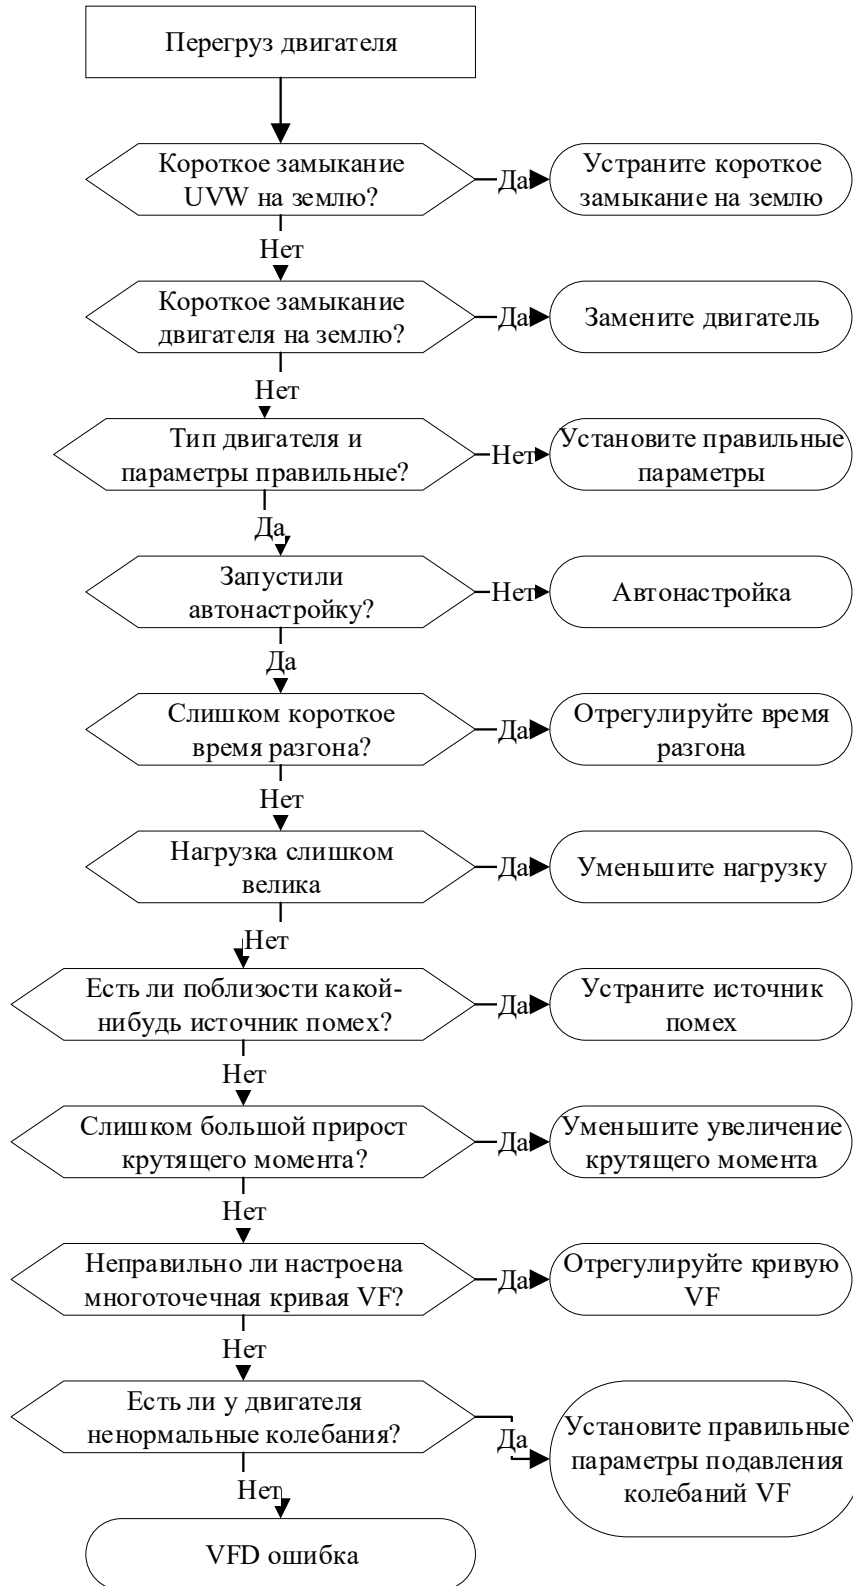 Перегруз двигателя
Короткое замыкание
UVW на землю?
Да
Устраните короткое
замыкание на землю
Нет
Короткое замыкание
двигателя на землю?
Да
Замените двигатель
Нет
Тип двигателя и
параметры правильные?
Нет
Установите правильные
параметры
Да
Запустили
автонастройку?
Нет
Автонастройка
Да
Слишком короткое
время разгона?
Да
Отрегулируйте время
разгона
Нет
Нагрузка слишком
велика
Да
Уменьшите нагрузку
Нет
Есть ли поблизости какой-
нибудь источник помех?
Да
Устраните источник
помех
Нет
Слишком большой прирост
крутящего момента?
Да
Уменьшите увеличение
крутящего момента
Нет
Неправильно ли настроена
многоточечная кривая VF?
Да
Отрегулируйте кривую
VF
Нет
Есть ли у двигателя
ненормальные колебания?
Да
Установите правильные
параметры подавления
колебаний VF
Нет
VFD ошибка